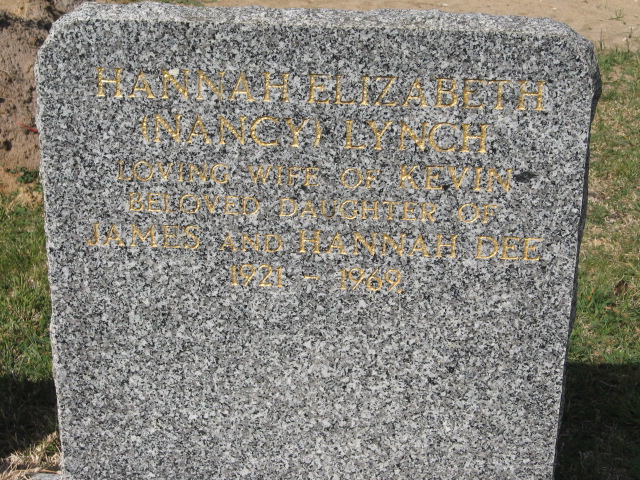 HANNAH ELIZABETH
(NANCY) LYNCH
LOVING WIFE OF KEVIN
BELOVED DAUGHTER OF
JAMES AND HANNAH DEE
1921 - 1969